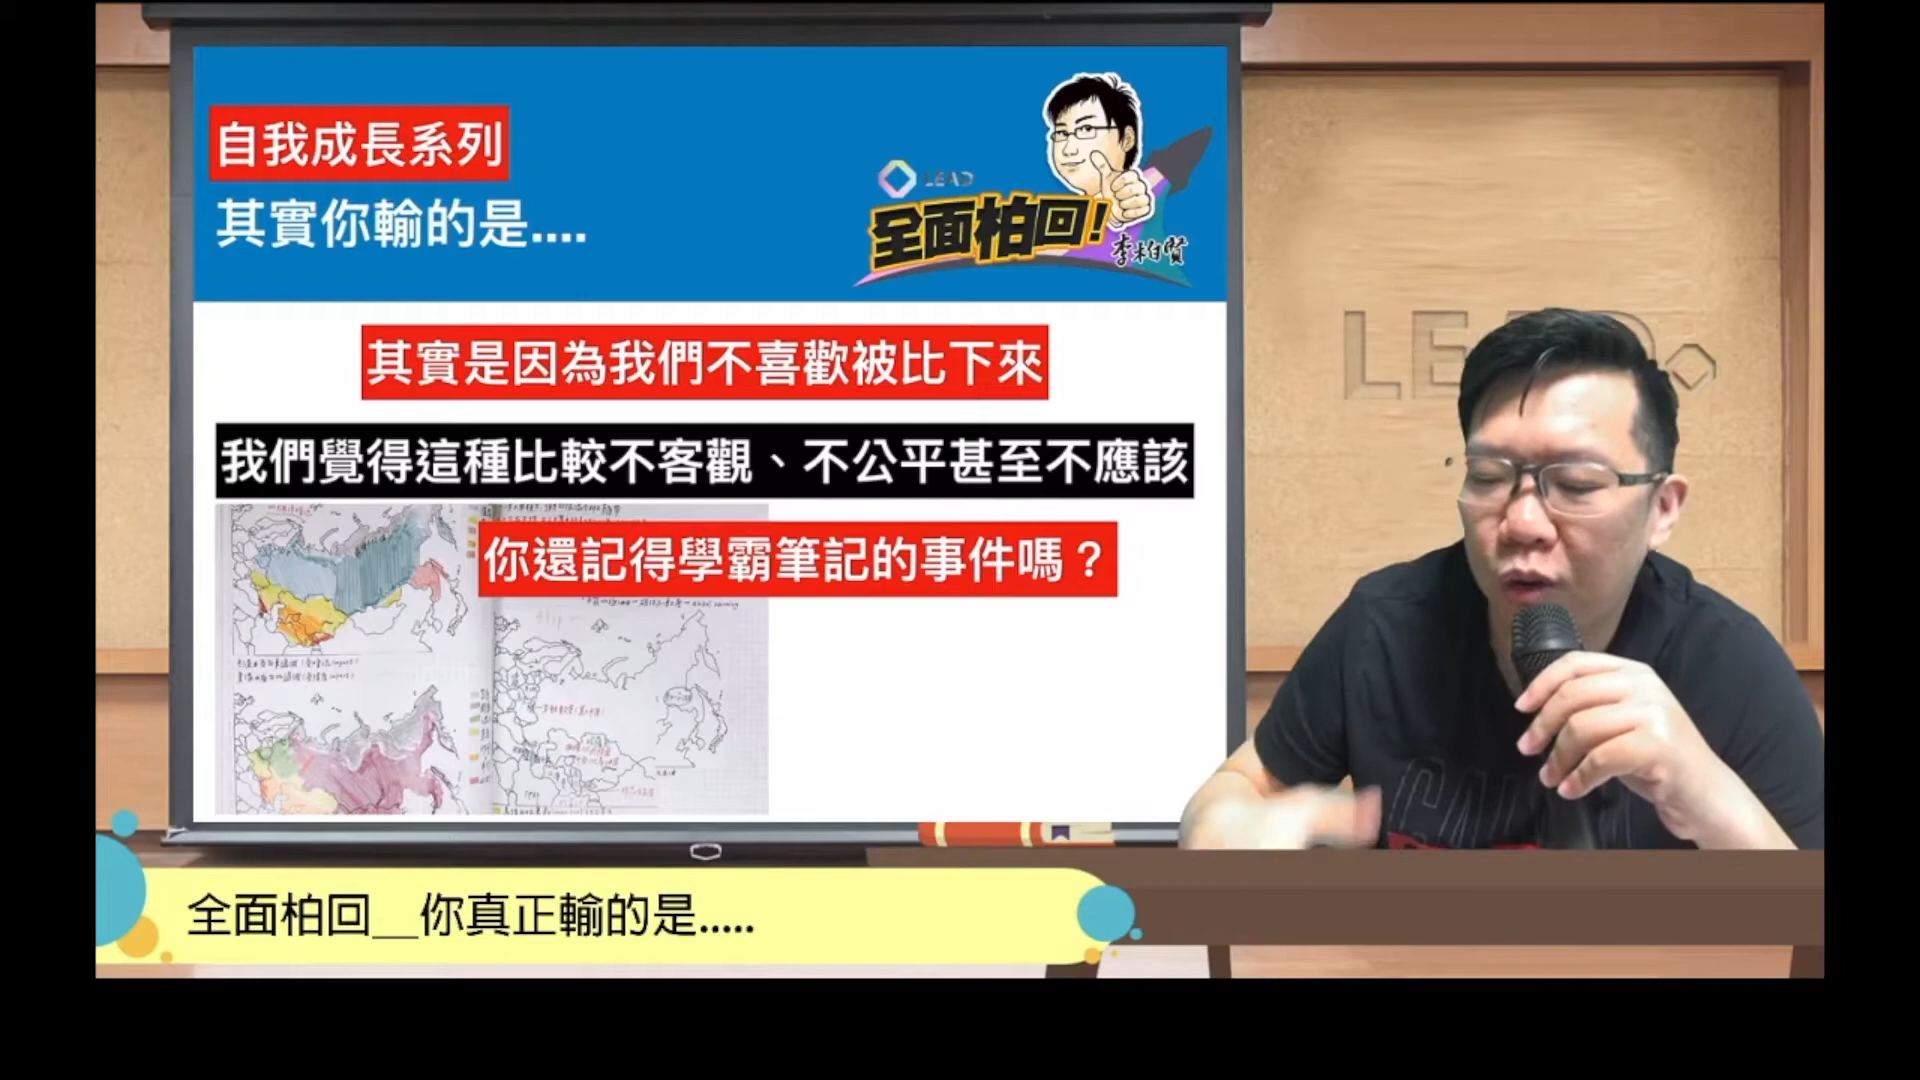 自我成長系列
其實你輸的是....
LEAD
全面柏回!
李柏賢
LEAD
其實是因為我們不喜歡被比下來
我們覺得這種比較不客觀、不公平甚至不應該
你還記得學霸筆記的事件嗎？
全面柏回__你真正輸的是.....